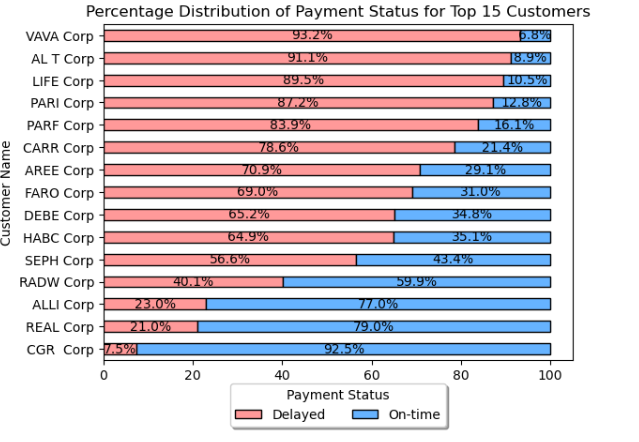 Percentage Distribution of Payment Status for Top 15 Customers
Customer Name
VAVA Corp 93.2% 6.8%
AL T Corp 91.1% 8.9%
LIFE Corp 89.5% 10.5%
PARI Corp 87.2% 12.8%
PARF Corp 83.9% 16.1%
CARR Corp 78.6% 21.4%
AREE Corp 70.9% 29.1%
FARO Corp 69.0% 31.0%
DEBE Corp 65.2% 34.8%
HABC Corp 64.9% 35.1%
SEPH Corp 56.6% 43.4%
RADW Corp 40.1% 59.9%
ALLI Corp 23.0% 77.0%
REAL Corp 21.0% 79.0%
CGR  Corp 7.5% 92.5%
0 20 40 60 80 100
Payment Status
Delayed On-time